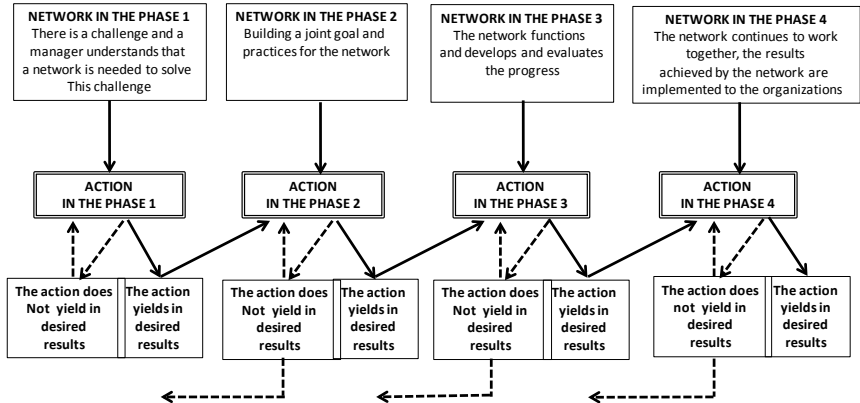 NETWORK IN THE PHASE 1
There is a challenge and a
manager understands that
a network is needed to solve
This challenge
NETWORK IN THE PHASE 2
Building a joint goal and
practices for the network
NETWORK IN THE PHASE 3
The network functions
and develops and evaluates
the progress
NETWORK IN THE PHASE 4
The network continues to work
together, the results
achieved by the network are
implemented to the organizations
ACTION
IN THE PHASE 1
ACTION
IN THE PHASE 2
ACTION
IN THE PHASE 3
ACTION
IN THE PHASE 4
The action does
Not yield in
desired
results
The action
yields in
desired
results
The action does
Not yield in
desired
results
The action
yields in
desired
results
The action does
Not yield in
desired
results
The action
yields in
desired
results
The action does
not yield in
desired
results
The action
yields in
desired
results